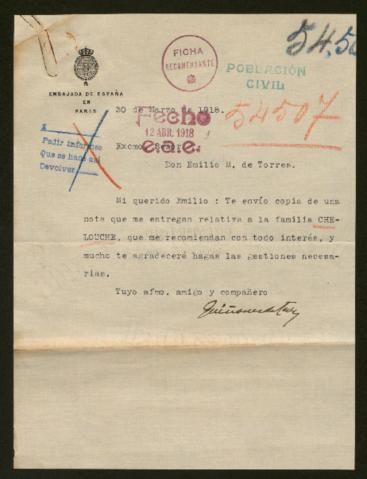 FICHA
RECOMENDANTE
54.50
POBLACIÓN
CIVIL
EMBAJADA DE ESPAÑA
EN
PARÍS
30 de Marzo de 1918.
54507
Fecho
12 ABR. 1918
e.a.e.
A
Pedir informes
Que se hace así
Devolver
Excmo. Señor
Don Emilio M. de Torres.
Mi querido Emilio : Te envío copia de una
nota que me entregan relativa a la familia CHE-
LOUCHE, que me recomiendan con todo interés, y
mucho te agradeceré hagas las gestiones necesa-
rias.
Tuyo afmo. amigo y compañero